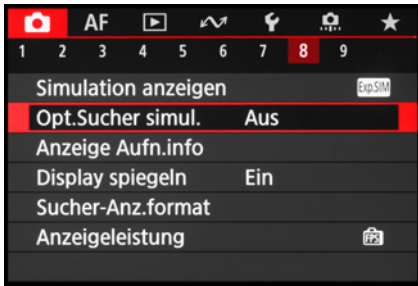 AF
1 2 3 4 5 6 7 8 9
Simulation anzeigen Exp.SIM
Opt.Sucher simul. Aus
Anzeige Aufn.info
Display spiegeln Ein
Sucher-Anz.format
Anzeigeleistung FPS